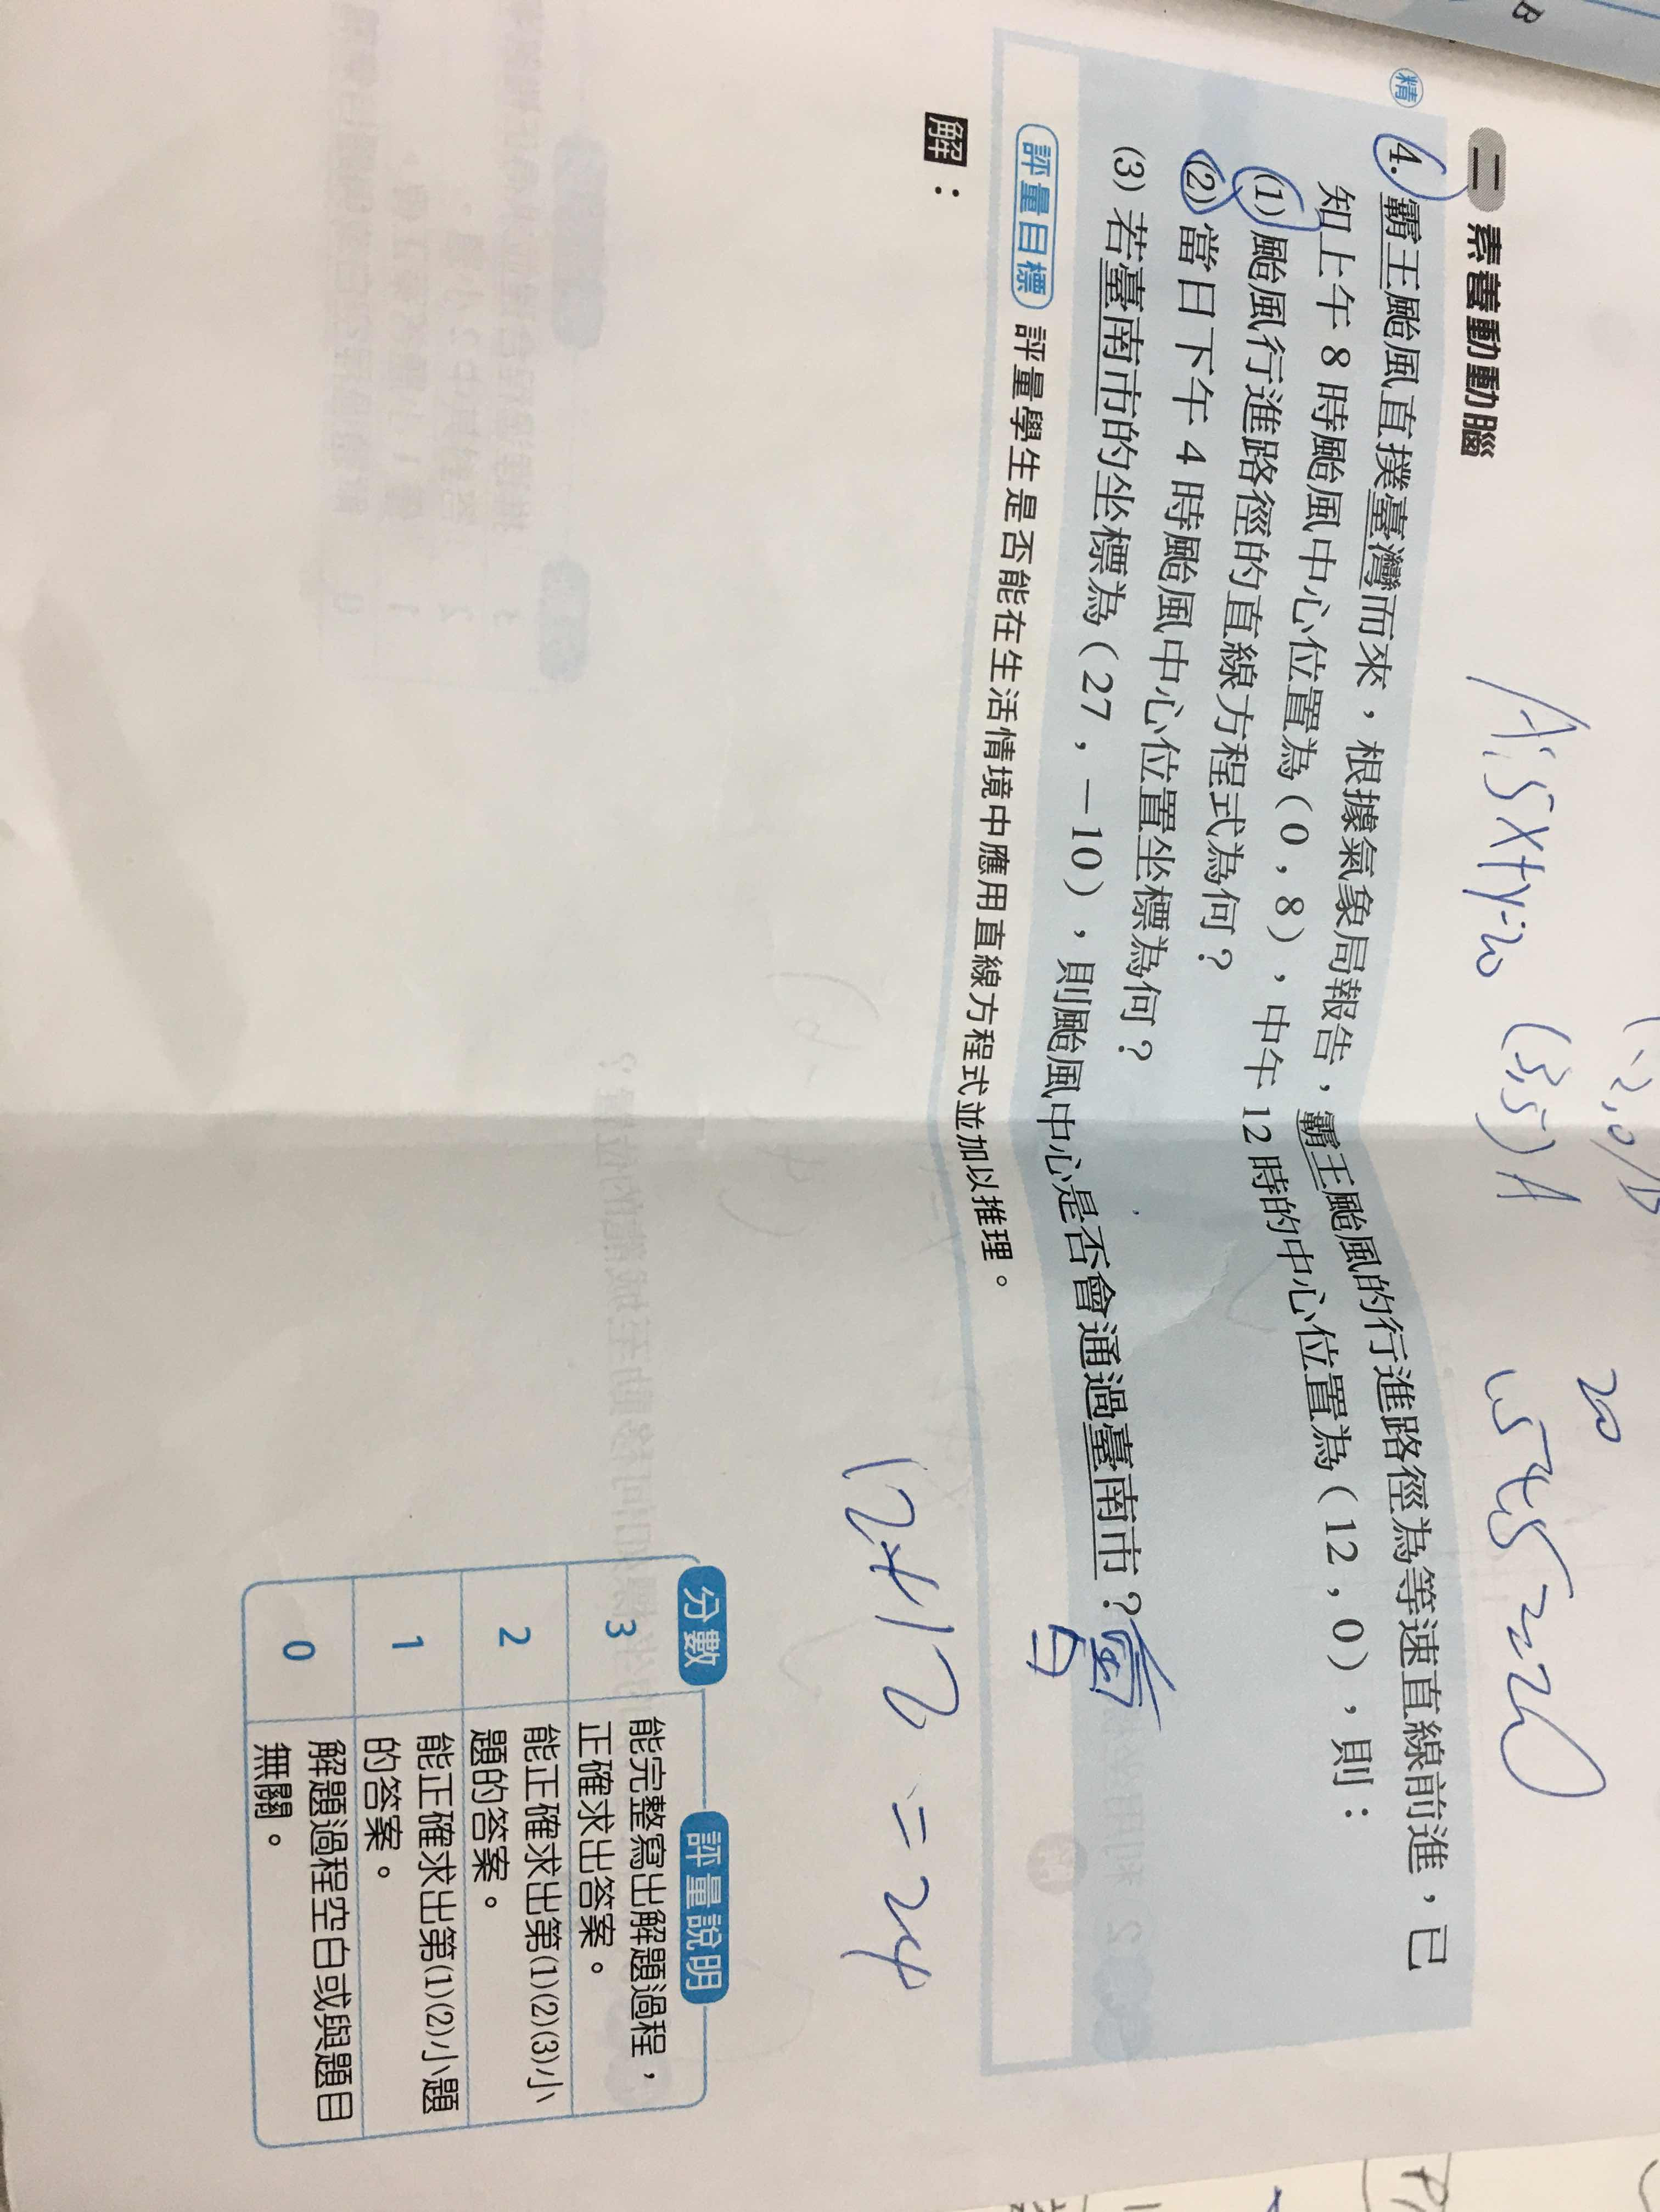 二 素養動動腦
A:5x+y=20 (3,5)A
20
15+5=20
精
4. 霸王颱風直撲臺灣而來，根據氣象局報告，霸王颱風的行進路徑為等速直線前進，已
知上午 8 時颱風中心位置為（0，8），中午 12 時的中心位置為（12，0），則：
(1) 颱風行進路徑的直線方程式為何？
(2) 當日下午 4 時颱風中心位置坐標為何？
(3) 若臺南市的坐標為（27，－10），則颱風中心是否會通過臺南市？
評量目標 評量學生是否能在生活情境中應用直線方程式並加以推理。
解：
12+12=24
分數 評量說明
3 能完整寫出解題過程，
正確求出答案。
2 能正確求出第(1)(2)(3)小
題的答案。
1 能正確求出第(1)(2)小題
的答案。
0 解題過程空白或與題目
無關。